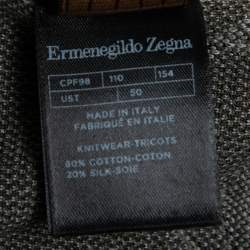 Ermenegildo Zegna
CPF98 110 154
UST 50
MADE IN ITALY
FABRIQUÉ EN ITALIE
KNITWEAR-TRICOTS
80% COTTON-COTON
20% SILK-SOIE